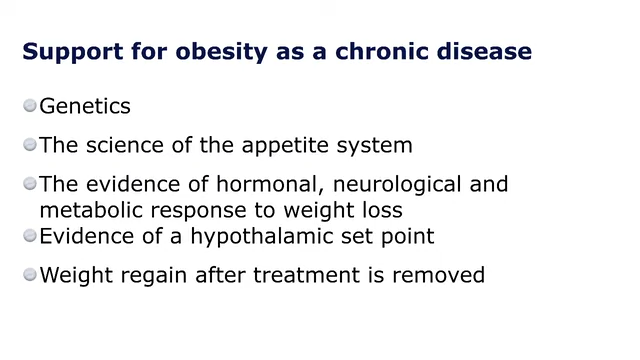 Support for obesity as a chronic disease
Genetics
The science of the appetite system
The evidence of hormonal, neurological and
metabolic response to weight loss
Evidence of a hypothalamic set point
Weight regain after treatment is removed